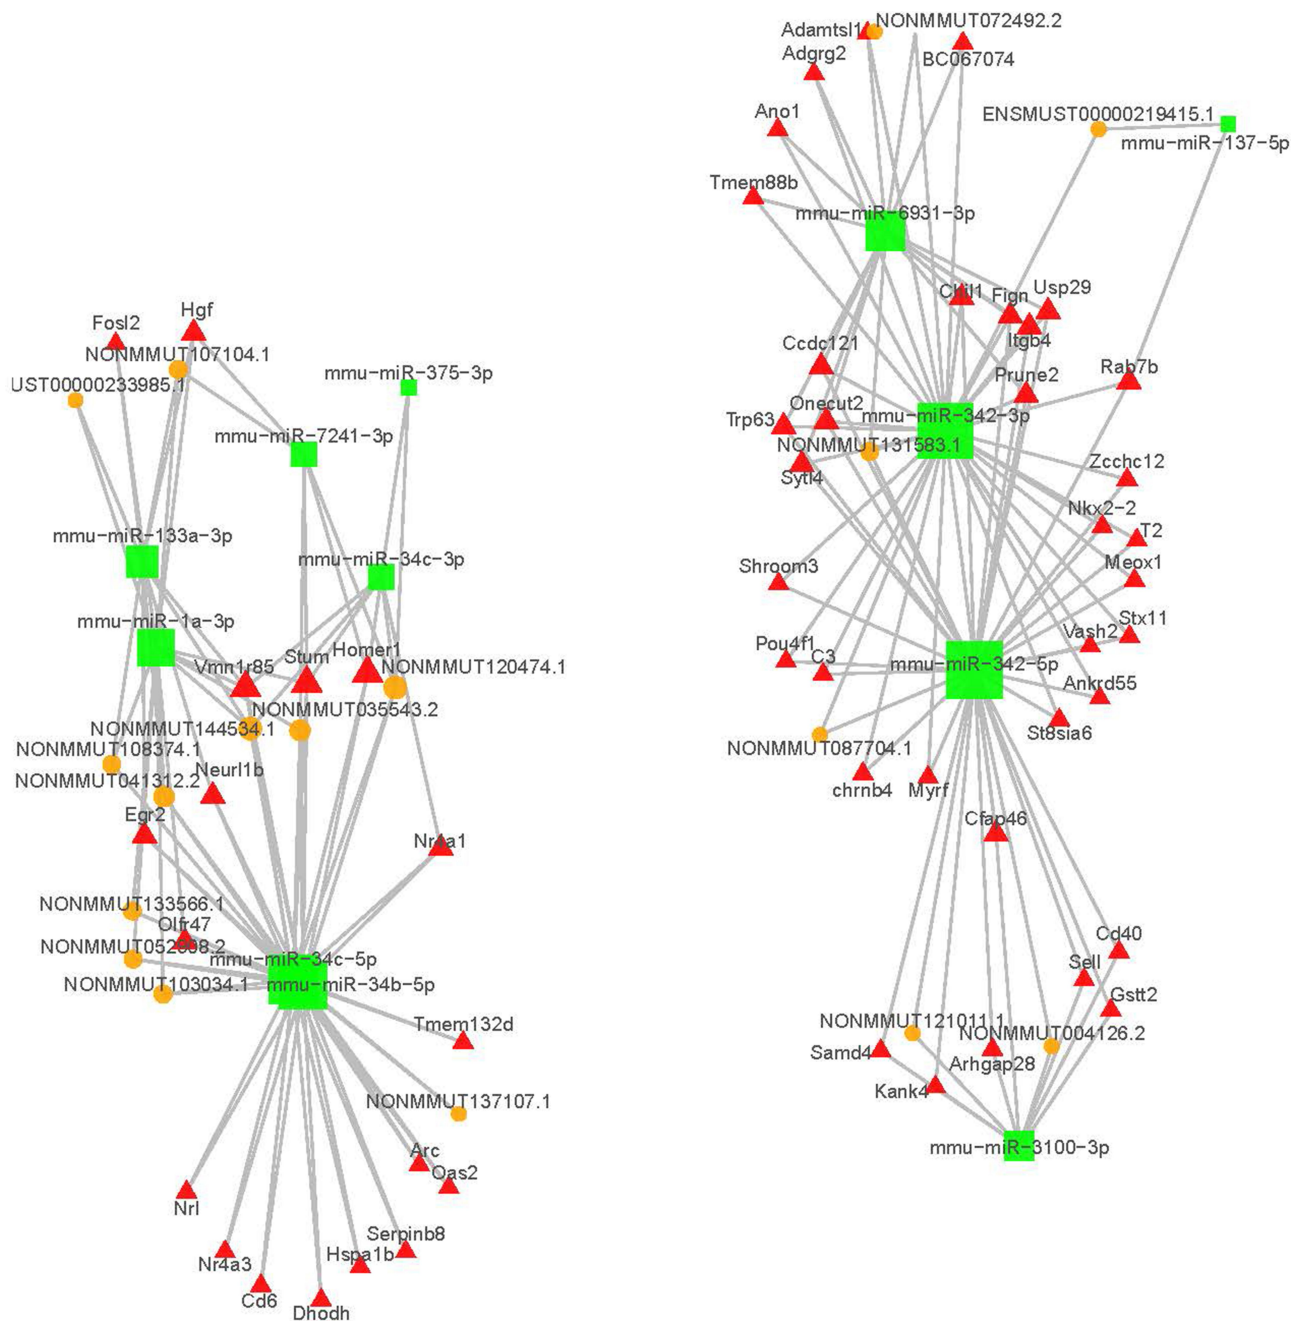 Adamtsl1
NONMMUT072492.2
Adgrg2
BC067074
Ano1
ENSMUST00000219415.1
mmu-miR-137-5p
Tmem88b
mmu-miR-6931-3p
Chil1
Fign
Usp29
Itgb4
Ccdc121
Prune2
Rab7b
Onecut2
mmu-miR-342-3p
Trp63
NONMMUT131583.1
Sytl4
Zcchc12
Nkx2-2
T2
Meox1
Shroom3
Stx11
Vash2
Pou4f1
C3
mmu-miR-342-5p
Ankrd55
St8sia6
NONMMUT087704.1
chrnb4
Myrf
Cfap46
Cd40
Sell
Gstt2
NONMMUT121011.1
NONMMUT004126.2
Samd4
Arhgap28
Kank4
mmu-miR-3100-3p
Hgf
Fosl2
NONMMUT107104.1
UST00000233985.1
mmu-miR-375-3p
mmu-miR-7241-3p
mmu-miR-133a-3p
mmu-miR-34c-3p
mmu-miR-1a-3p
Vmn1r85
Stum
Homer1
NONMMUT120474.1
NONMMUT035543.2
NONMMUT144534.1
NONMMUT108374.1
NONMMUT041312.2
Neurl1b
Egr2
Nr4a1
NONMMUT133566.1
Olfr47
mmu-miR-34c-5p
NONMMUT103034.1
mmu-miR-34b-5p
Tmem132d
NONMMUT137107.1
Arc
Oas2
Nrl
Serpinb8
Nr4a3
Hspa1b
Cd6
Dhodh